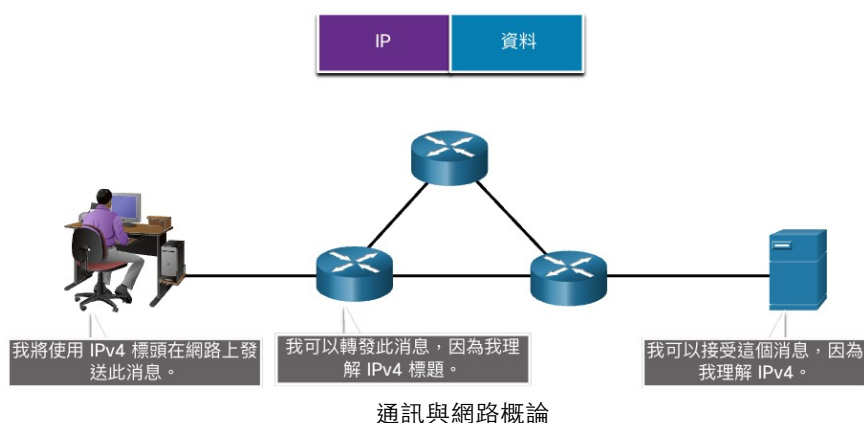 IP
資料
我將使用 IPv4 標頭在網路上發
送此消息。
我可以轉發此消息，因為我理
解 IPv4 標題。
我可以接受這個消息，因為
我理解 IPv4。
通訊與網路概論